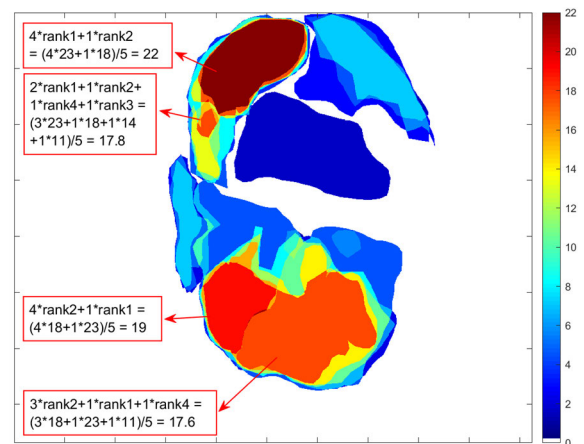 4*rank1+1*rank2
= (4*23+1*18)/5 = 22
2*rank1+1*rank2+
1*rank4+1*rank3 =
(3*23+1*18+1*14
+1*11)/5 = 17.8
4*rank2+1*rank1 =
(4*18+1*23)/5 = 19
3*rank2+1*rank1+1*rank4 =
(3*18+1*23+1*11)/5 = 17.6
22
20
18
16
14
12
10
8
6
4
2
0